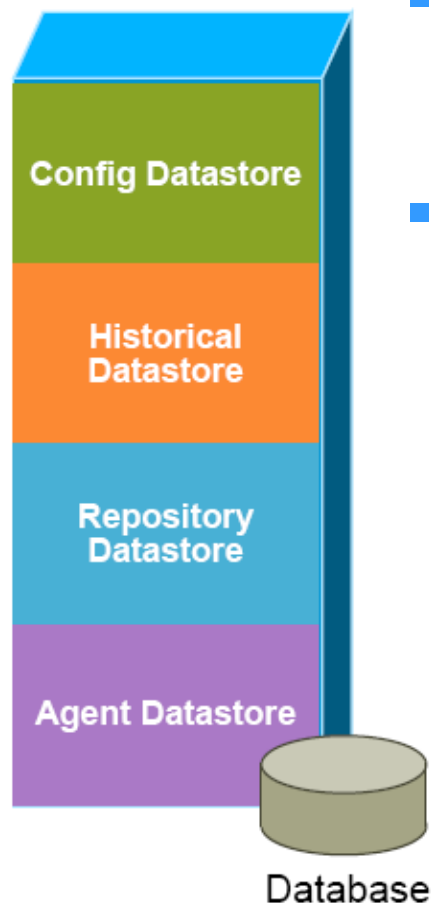 Config Datastore
Historical
Datastore
Repository
Datastore
Agent Datastore
Database